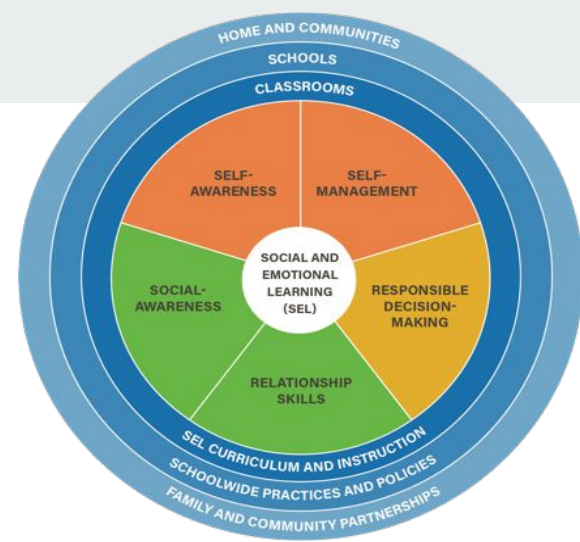 HOME AND COMMUNITIES
SCHOOLS
CLASSROOMS
SELF-
AWARENESS
SELF-
MANAGEMENT
SOCIAL AND
EMOTIONAL
LEARNING
(SEL)
SOCIAL-
AWARENESS
RESPONSIBLE
DECISION-
MAKING
RELATIONSHIP
SKILLS
SEL CURRICULUM AND INSTRUCTION
SCHOOLWIDE PRACTICES AND POLICIES
FAMILY AND COMMUNITY PARTNERSHIPS